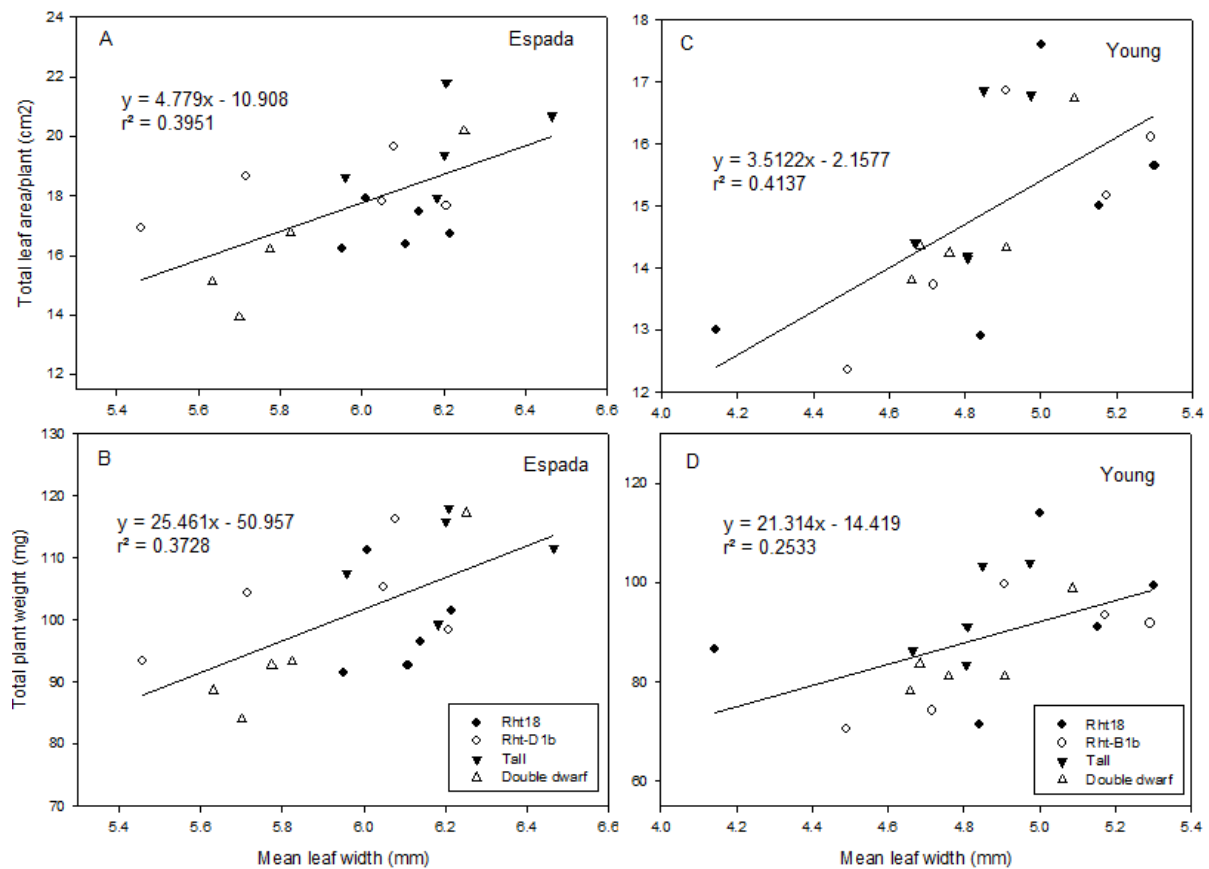 A
Espada
y = 4.779x - 10.908
r² = 0.3951
Total leaf area/plant (cm2)
24
22
20
18
16
14
12
5.4 5.6 5.8 6.0 6.2 6.4 6.6
C
Young
y = 3.5122x - 2.1577
r² = 0.4137
18
17
16
15
14
13
12
4.0 4.2 4.4 4.6 4.8 5.0 5.2 5.4
B
Espada
y = 25.461x - 50.957
r² = 0.3728
Total plant weight (mg)
130
120
110
100
90
80
70
Rht18
Rht-D1b
Tall
Double dwarf
5.4 5.6 5.8 6.0 6.2 6.4 6.6
Mean leaf width (mm)
D
Young
y = 21.314x - 14.419
r² = 0.2533
120
100
80
60
Rht18
Rht-B1b
Tall
Double dwarf
4.0 4.2 4.4 4.6 4.8 5.0 5.2 5.4
Mean leaf width (mm)